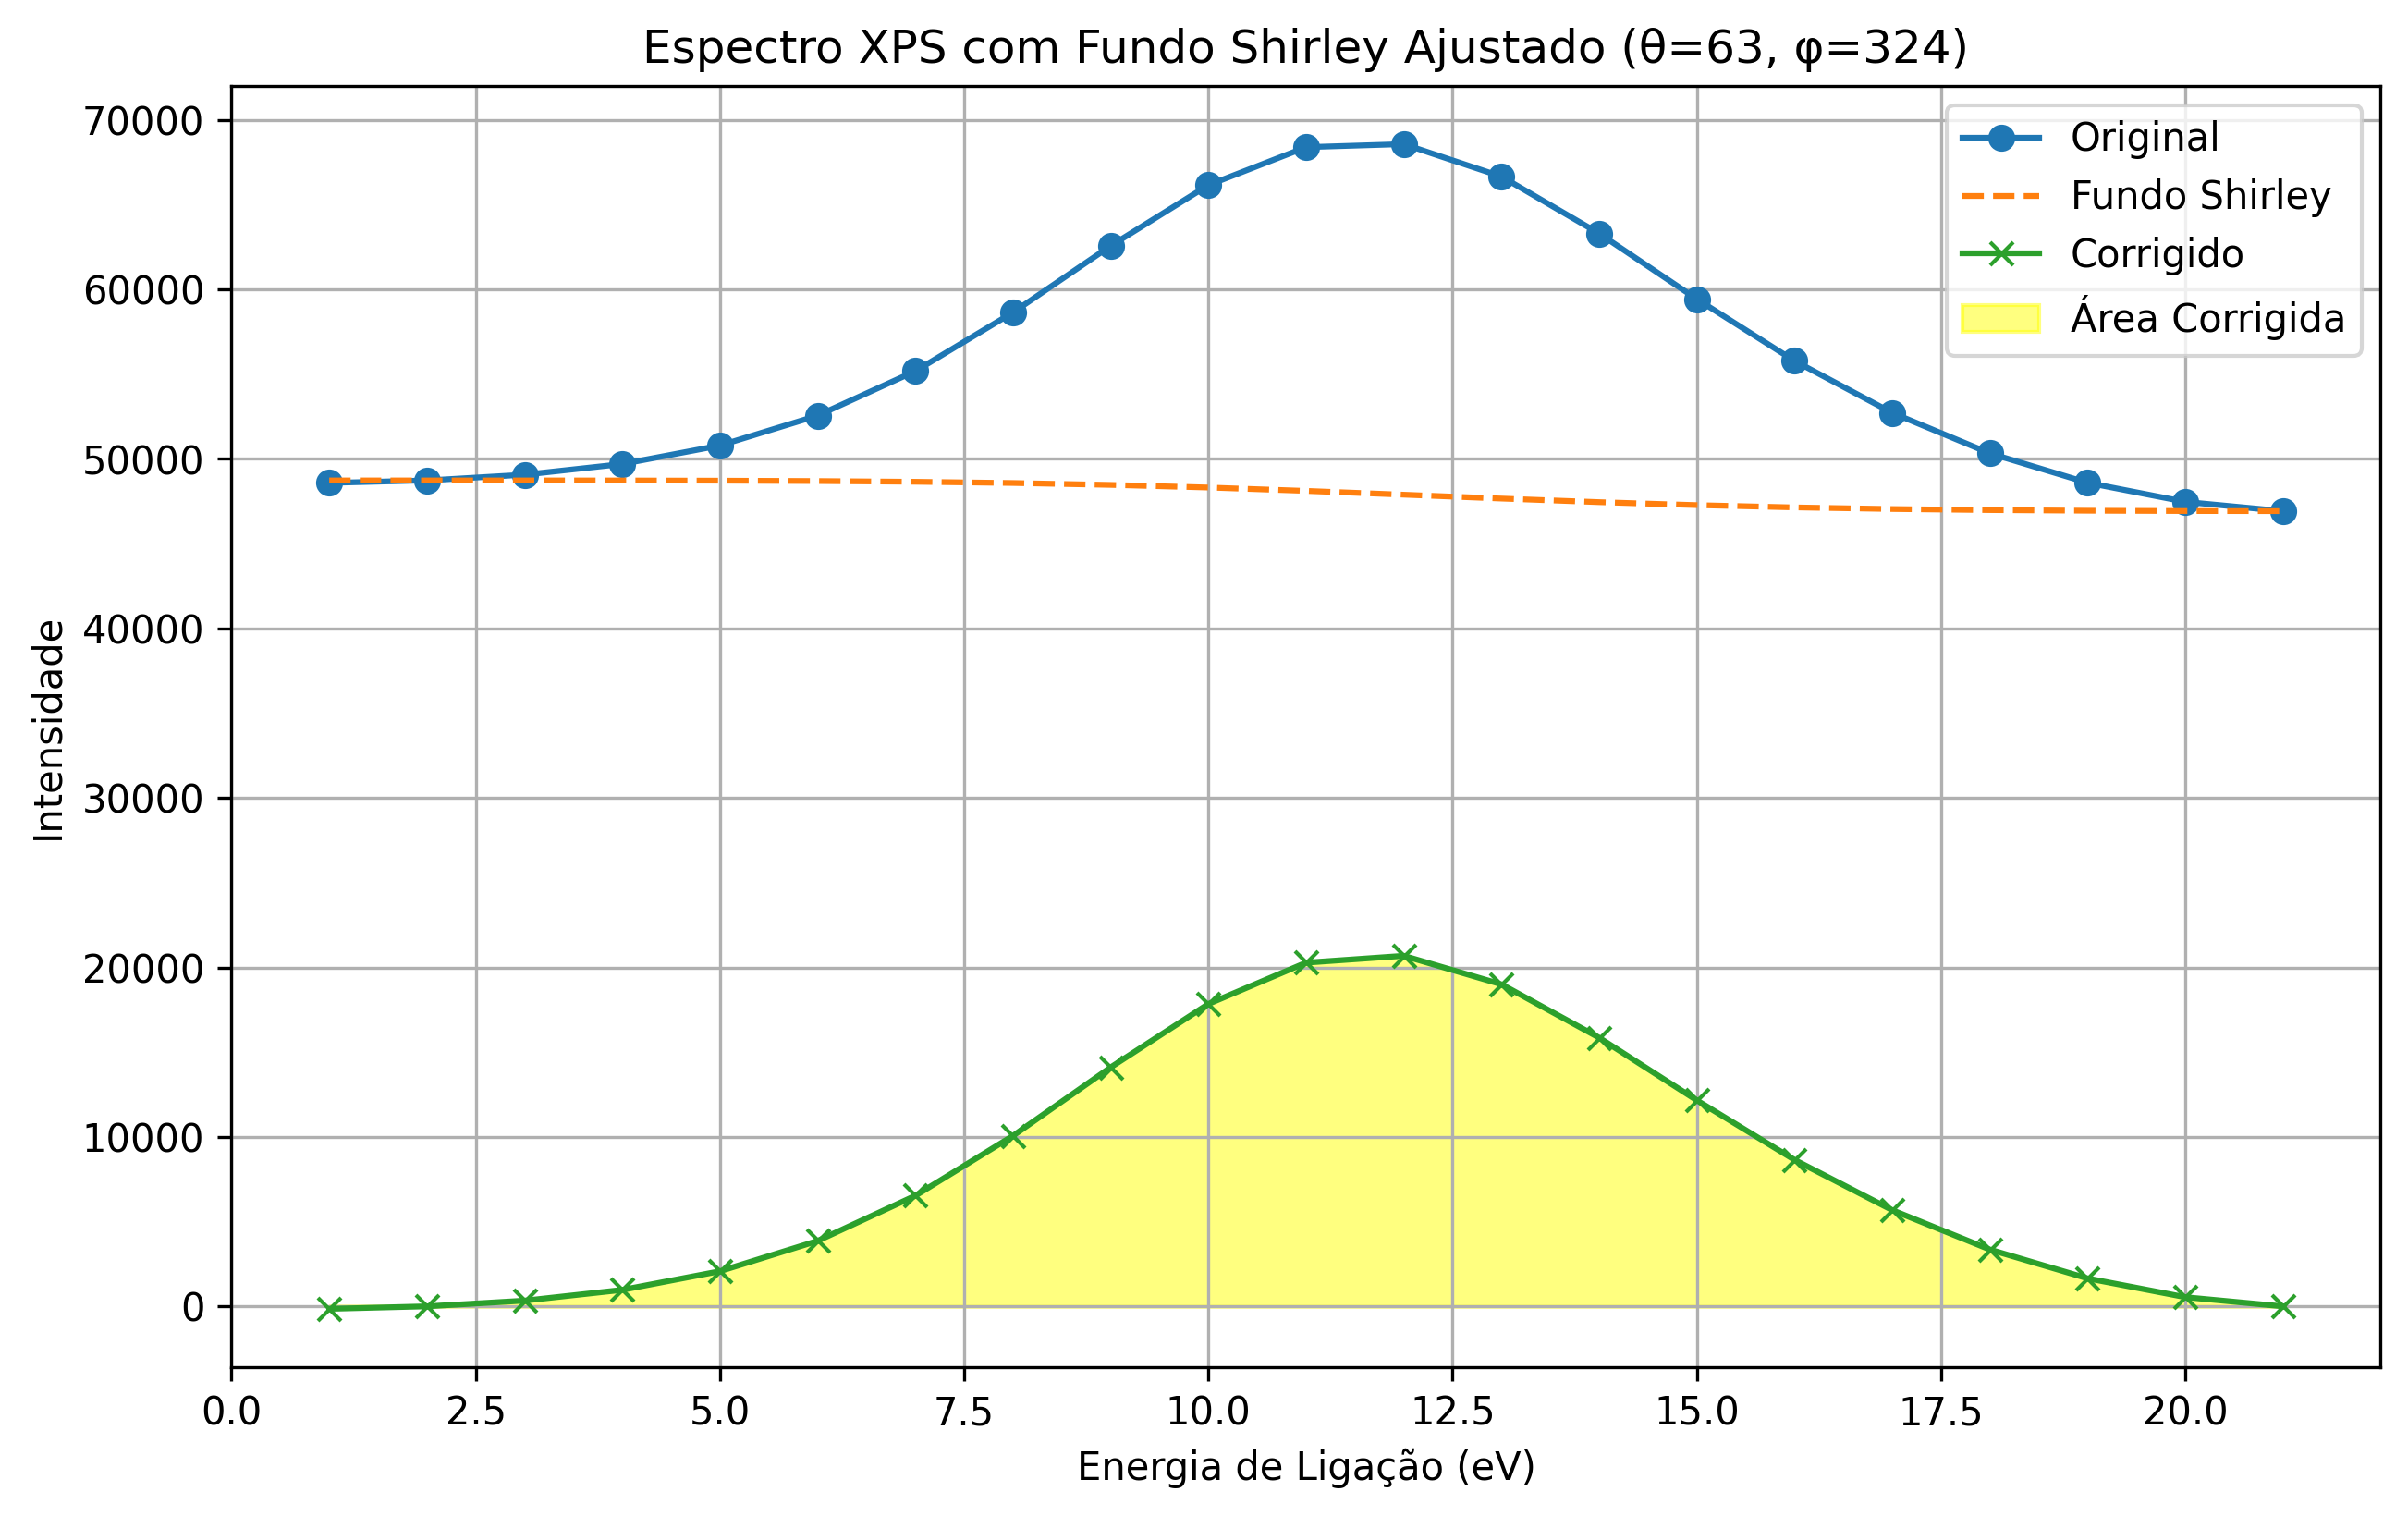 Espectro XPS com Fundo Shirley Ajustado (θ=63, φ=324)
Original
Fundo Shirley
Corrigido
Área Corrigida
Intensidade
70000
60000
50000
40000
30000
20000
10000
0
0.0 2.5 5.0 7.5 10.0 12.5 15.0 17.5 20.0
Energia de Ligação (eV)